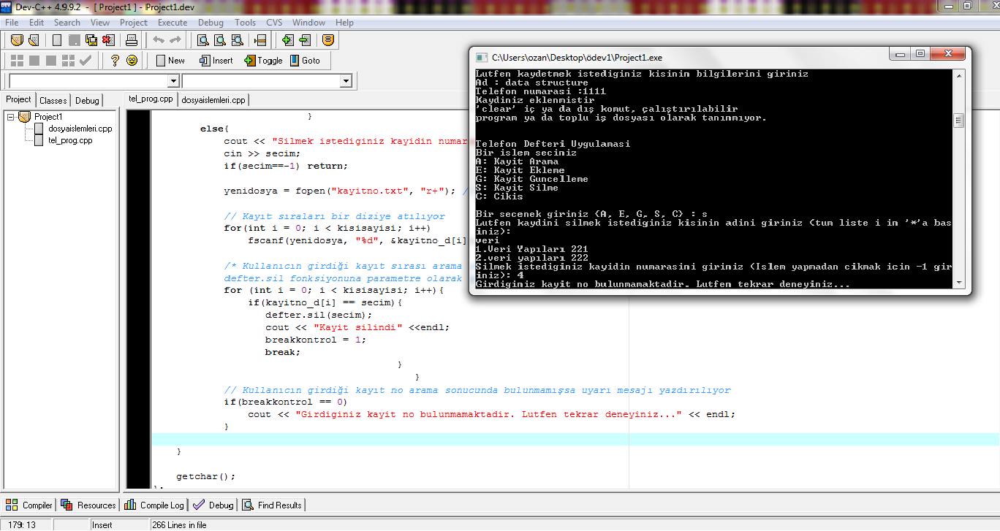 Dev-C++ 4.9.9.2 - [ Project1 ] - Project1.dev
File Edit Search View Project Execute Debug Tools CVS Window Help
New Insert Toggle Goto
Project Classes Debug
tel_prog.cpp dosyaislemleri.cpp
Project1
dosyaislemleri.cpp
tel_prog.cpp
}
else{
cout << "Silmek istediginiz kayidin numar
cin >> secim;
if(secim==-1) return;
yenidosya = fopen("kayitno.txt", "r+"); /
// Kayıt sıraları bir diziye atılıyor
for(int i = 0; i < kisisayisi; i++)
fscanf(yenidosya, "%d", &kayitno_d[i]
/* Kullanıcın girdiği kayıt sırası arama
defter.sil fonksiyonuna parametre olarak
for (int i = 0; i < kisisayisi; i++){
if(kayitno_d[i] == secim){
defter.sil(secim);
cout << "Kayit silindi" <<endl;
breakkontrol = 1;
break;
}
}
// Kullanıcın girdiği kayıt no arama sonucunda bulunmamışsa uyarı mesajı yazdırılıyor
if(breakkontrol == 0)
cout << "Girdiginiz kayit no bulunmamaktadir. Lutfen tekrar deneyiniz..." << endl;
}
}
getchar();
C:\Users\ozan\Desktop\ödev1\Project1.exe
Lutfen kaydetmek istediginiz kisinin bilgilerini giriniz
Ad : data structure
Telefon numarasi :1111
Kaydiniz eklenmistir
'clear' iç ya da dış komut, çalıştırılabilir
program ya da toplu iş dosyası olarak tanınmıyor.
Telefon Defteri Uygulamasi
Bir islem seciniz
A: Kayit Arama
E: Kayit Ekleme
G: Kayit Guncelleme
S: Kayit Silme
C: Cikis
Bir secenek giriniz {A, E, G, S, C} : s
Lutfen kaydini silmek istediginiz kisinin adini giriniz (tum liste i in '*'a bas
iniz):
veri
1.Veri Yapıları 221
2.veri yapıları 222
Silmek istediginiz kayidin numarasini giriniz (Islem yapmadan cikmak icin -1 gir
iniz): 4
Girdiginiz kayit no bulunmamaktadir. Lutfen tekrar deneyiniz...
Compiler Resources Compile Log Debug Find Results
179: 13 Insert 266 Lines in file